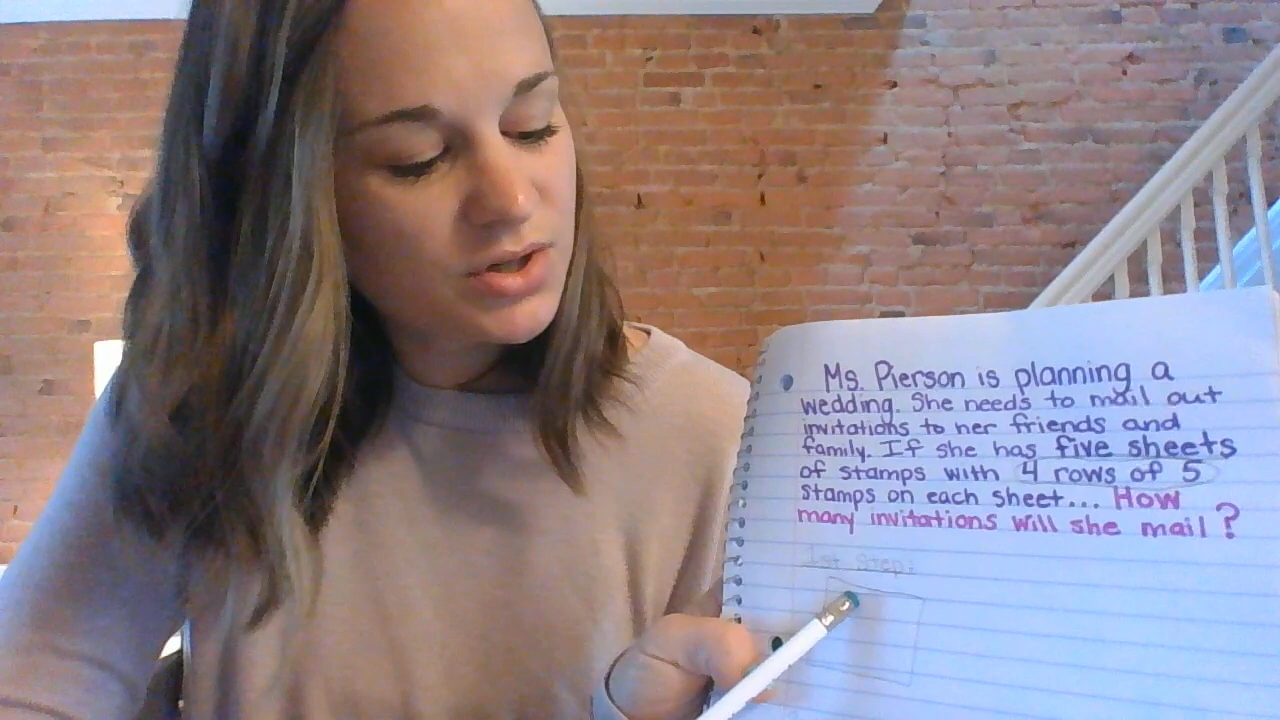 Ms. Pierson is planning a
wedding. She needs to mail out
invitations to her friends and
family. If she has five sheets
of stamps with 4 rows of 5
stamps on each sheet... How
many invitations will she mail?
1st Step: